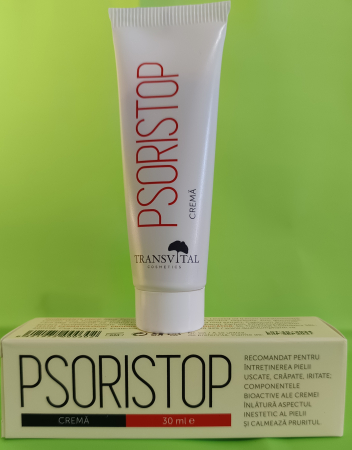 PSORISTOP
CREMĂ
TRANSVITAL
COSMETICS
PSORISTOP
CREMĂ 30 ml e
RECOMANDAT PENTRU
ÎNTREȚINEREA PIELII
USCATE, CRĂPATE, IRITATE;
COMPONENTELE
BIOACTIVE ALE CREMEI
ÎNLĂTURĂ ASPECTUL
INESTETIC AL PIELII
ȘI CALMEAZĂ PRURITUL